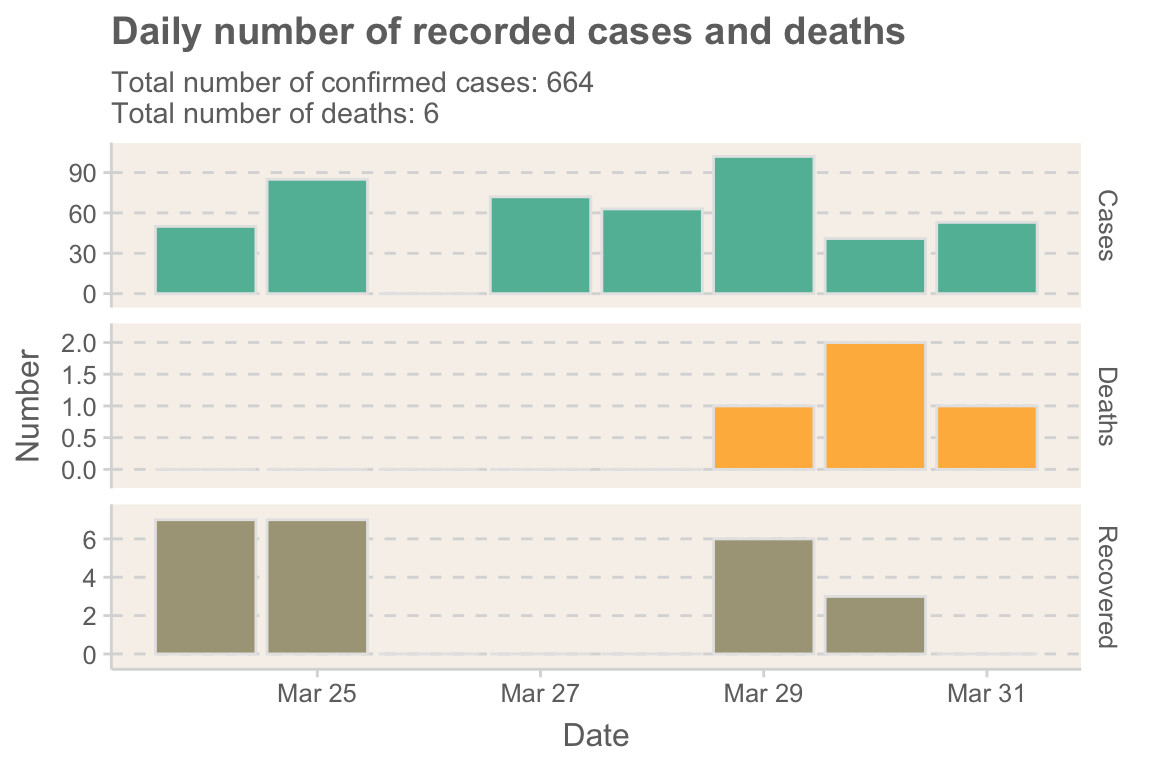 Daily number of recorded cases and deaths
Total number of confirmed cases: 664
Total number of deaths: 6
90
60
30
0
Cases
Number
2.0
1.5
1.0
0.5
0.0
Deaths
6
4
2
0
Recovered
Mar 25 Mar 27 Mar 29 Mar 31
Date